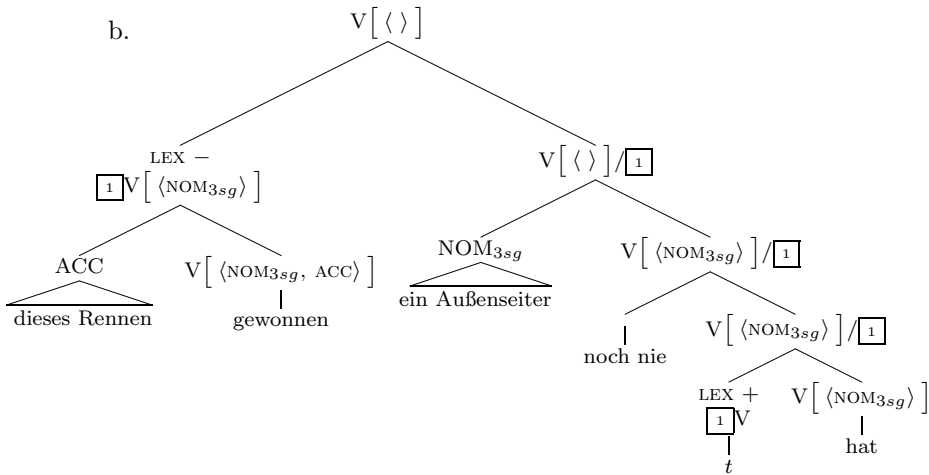 b.
V[ ⟨ ⟩ ]
LEX −
1 V[ ⟨NOM3sg⟩ ]
V[ ⟨ ⟩ ]/ 1
ACC
V[ ⟨NOM3sg, ACC⟩ ]
NOM3sg
V[ ⟨NOM3sg⟩ ]/ 1
dieses Rennen
gewonnen
ein Außenseiter
V[ ⟨NOM3sg⟩ ]/ 1
noch nie
LEX +
1 V
V[ ⟨NOM3sg⟩ ]
t
hat